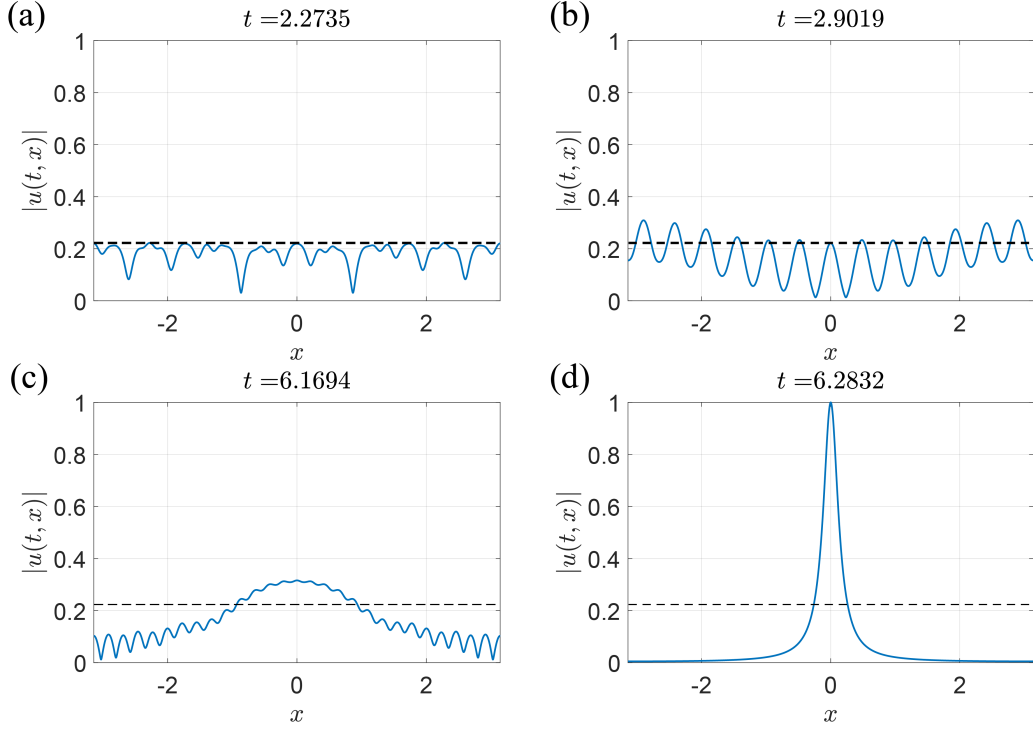 (a)
t =2.2735
1
0.8
0.6
0.4
0.2
0
|u(t, x)|
-2
0
2
x
(b)
t =2.9019
1
0.8
0.6
0.4
0.2
0
|u(t, x)|
-2
0
2
x
(c)
t =6.1694
1
0.8
0.6
0.4
0.2
0
|u(t, x)|
-2
0
2
x
(d)
t =6.2832
1
0.8
0.6
0.4
0.2
0
|u(t, x)|
-2
0
2
x